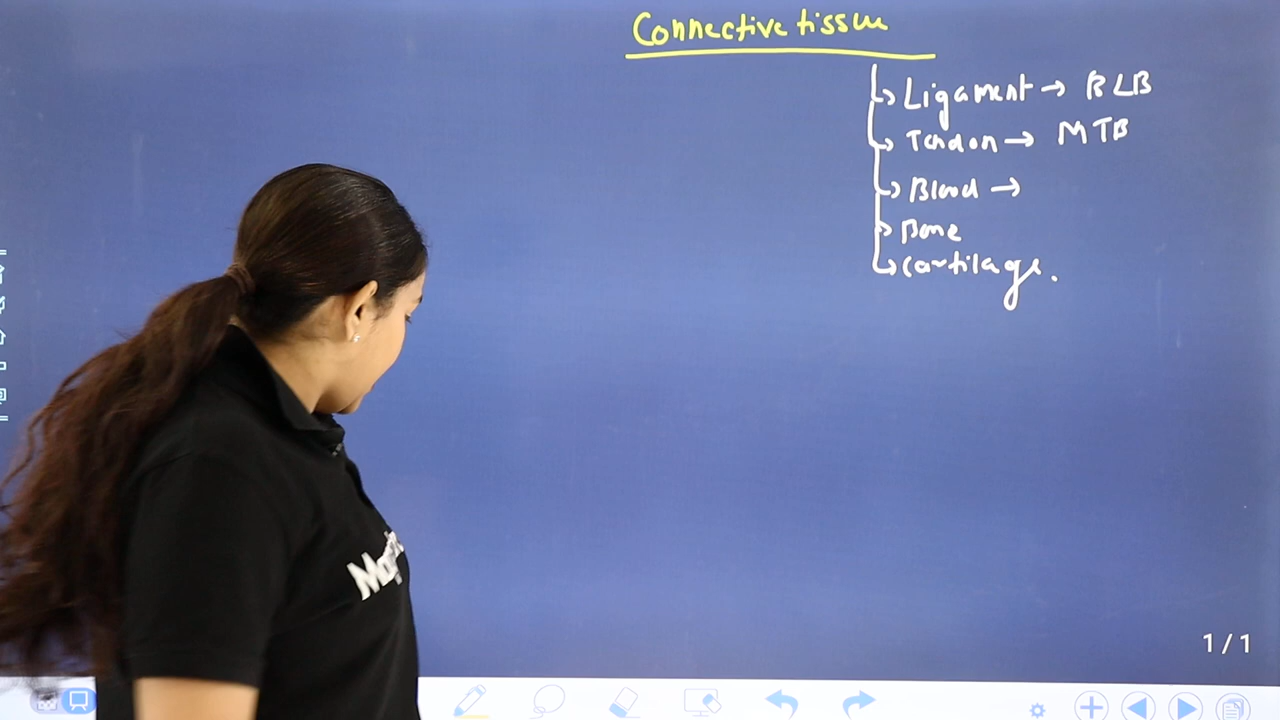 Connective tissue
Ligament → BLB
Tendon → MTB
Blood →
Bone
Cartilage.
1/1